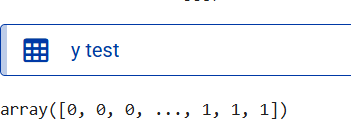 y test
array([0, 0, 0, ..., 1, 1, 1])